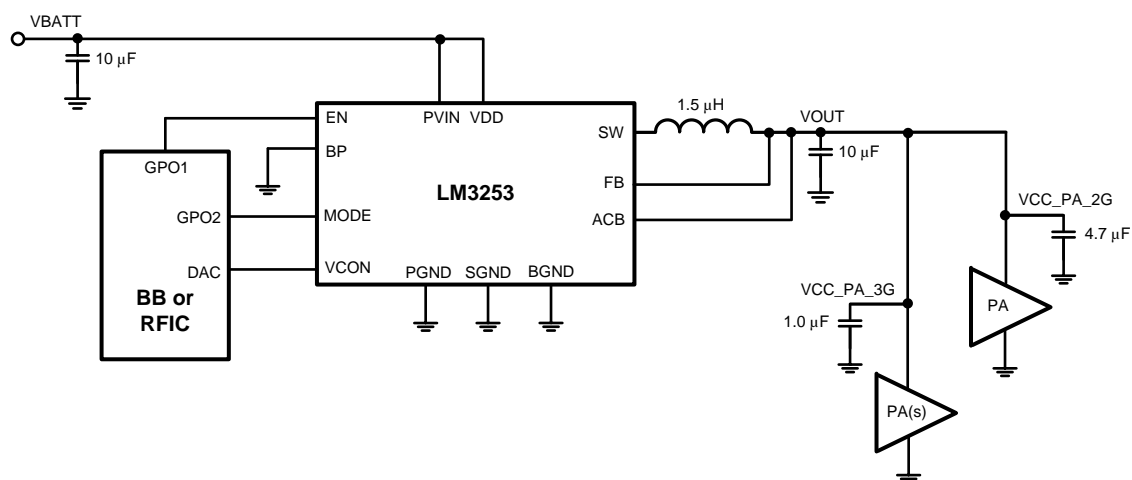 VBATT
10 µF
EN
PVIN
VDD
BP
LM3253
MODE
VCON
PGND
SGND
BGND
SW
FB
ACB
GPO1
GPO2
DAC
BB or
RFIC
1.5 µH
VOUT
10 µF
VCC_PA_2G
4.7 µF
PA
VCC_PA_3G
1.0 µF
PA(s)